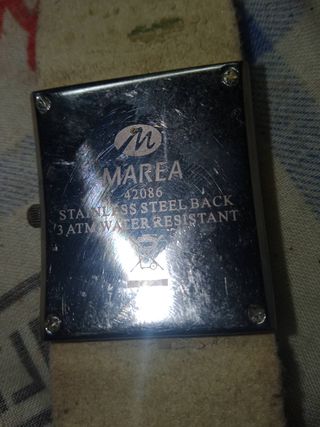 M
MAREA
42086
STAINLESS STEEL BACK
3 ATM WATER RESISTANT